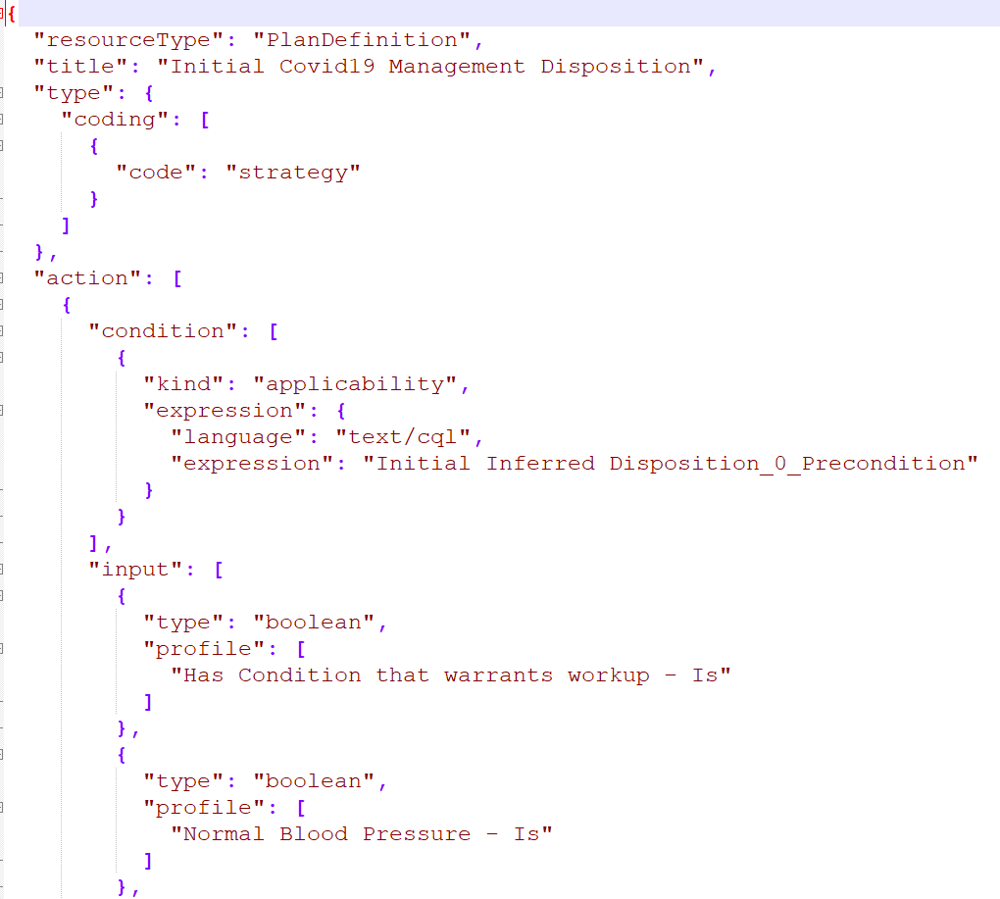 {
  "resourceType": "PlanDefinition",
  "title": "Initial Covid19 Management Disposition",
  "type": {
    "coding": [
      {
        "code": "strategy"
      }
    ]
  },
  "action": [
    {
      "condition": [
        {
          "kind": "applicability",
          "expression": {
            "language": "text/cql",
            "expression": "Initial Inferred Disposition_0_Precondition"
          }
        }
      ],
      "input": [
        {
          "type": "boolean",
          "profile": [
            "Has Condition that warrants workup - Is"
          ]
        },
        {
          "type": "boolean",
          "profile": [
            "Normal Blood Pressure - Is"
          ]
        },